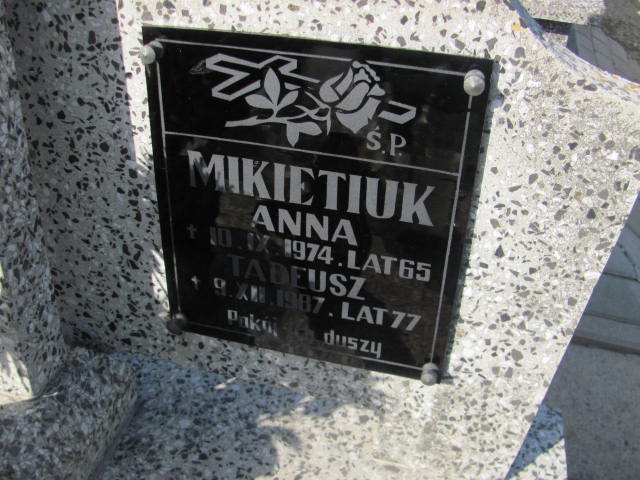 Ś.P.
MIKIETIUK
ANNA
† 10.IX.1974. LAT 65
TADEUSZ
† 9.XII.1987. LAT 77
Pokój duszy